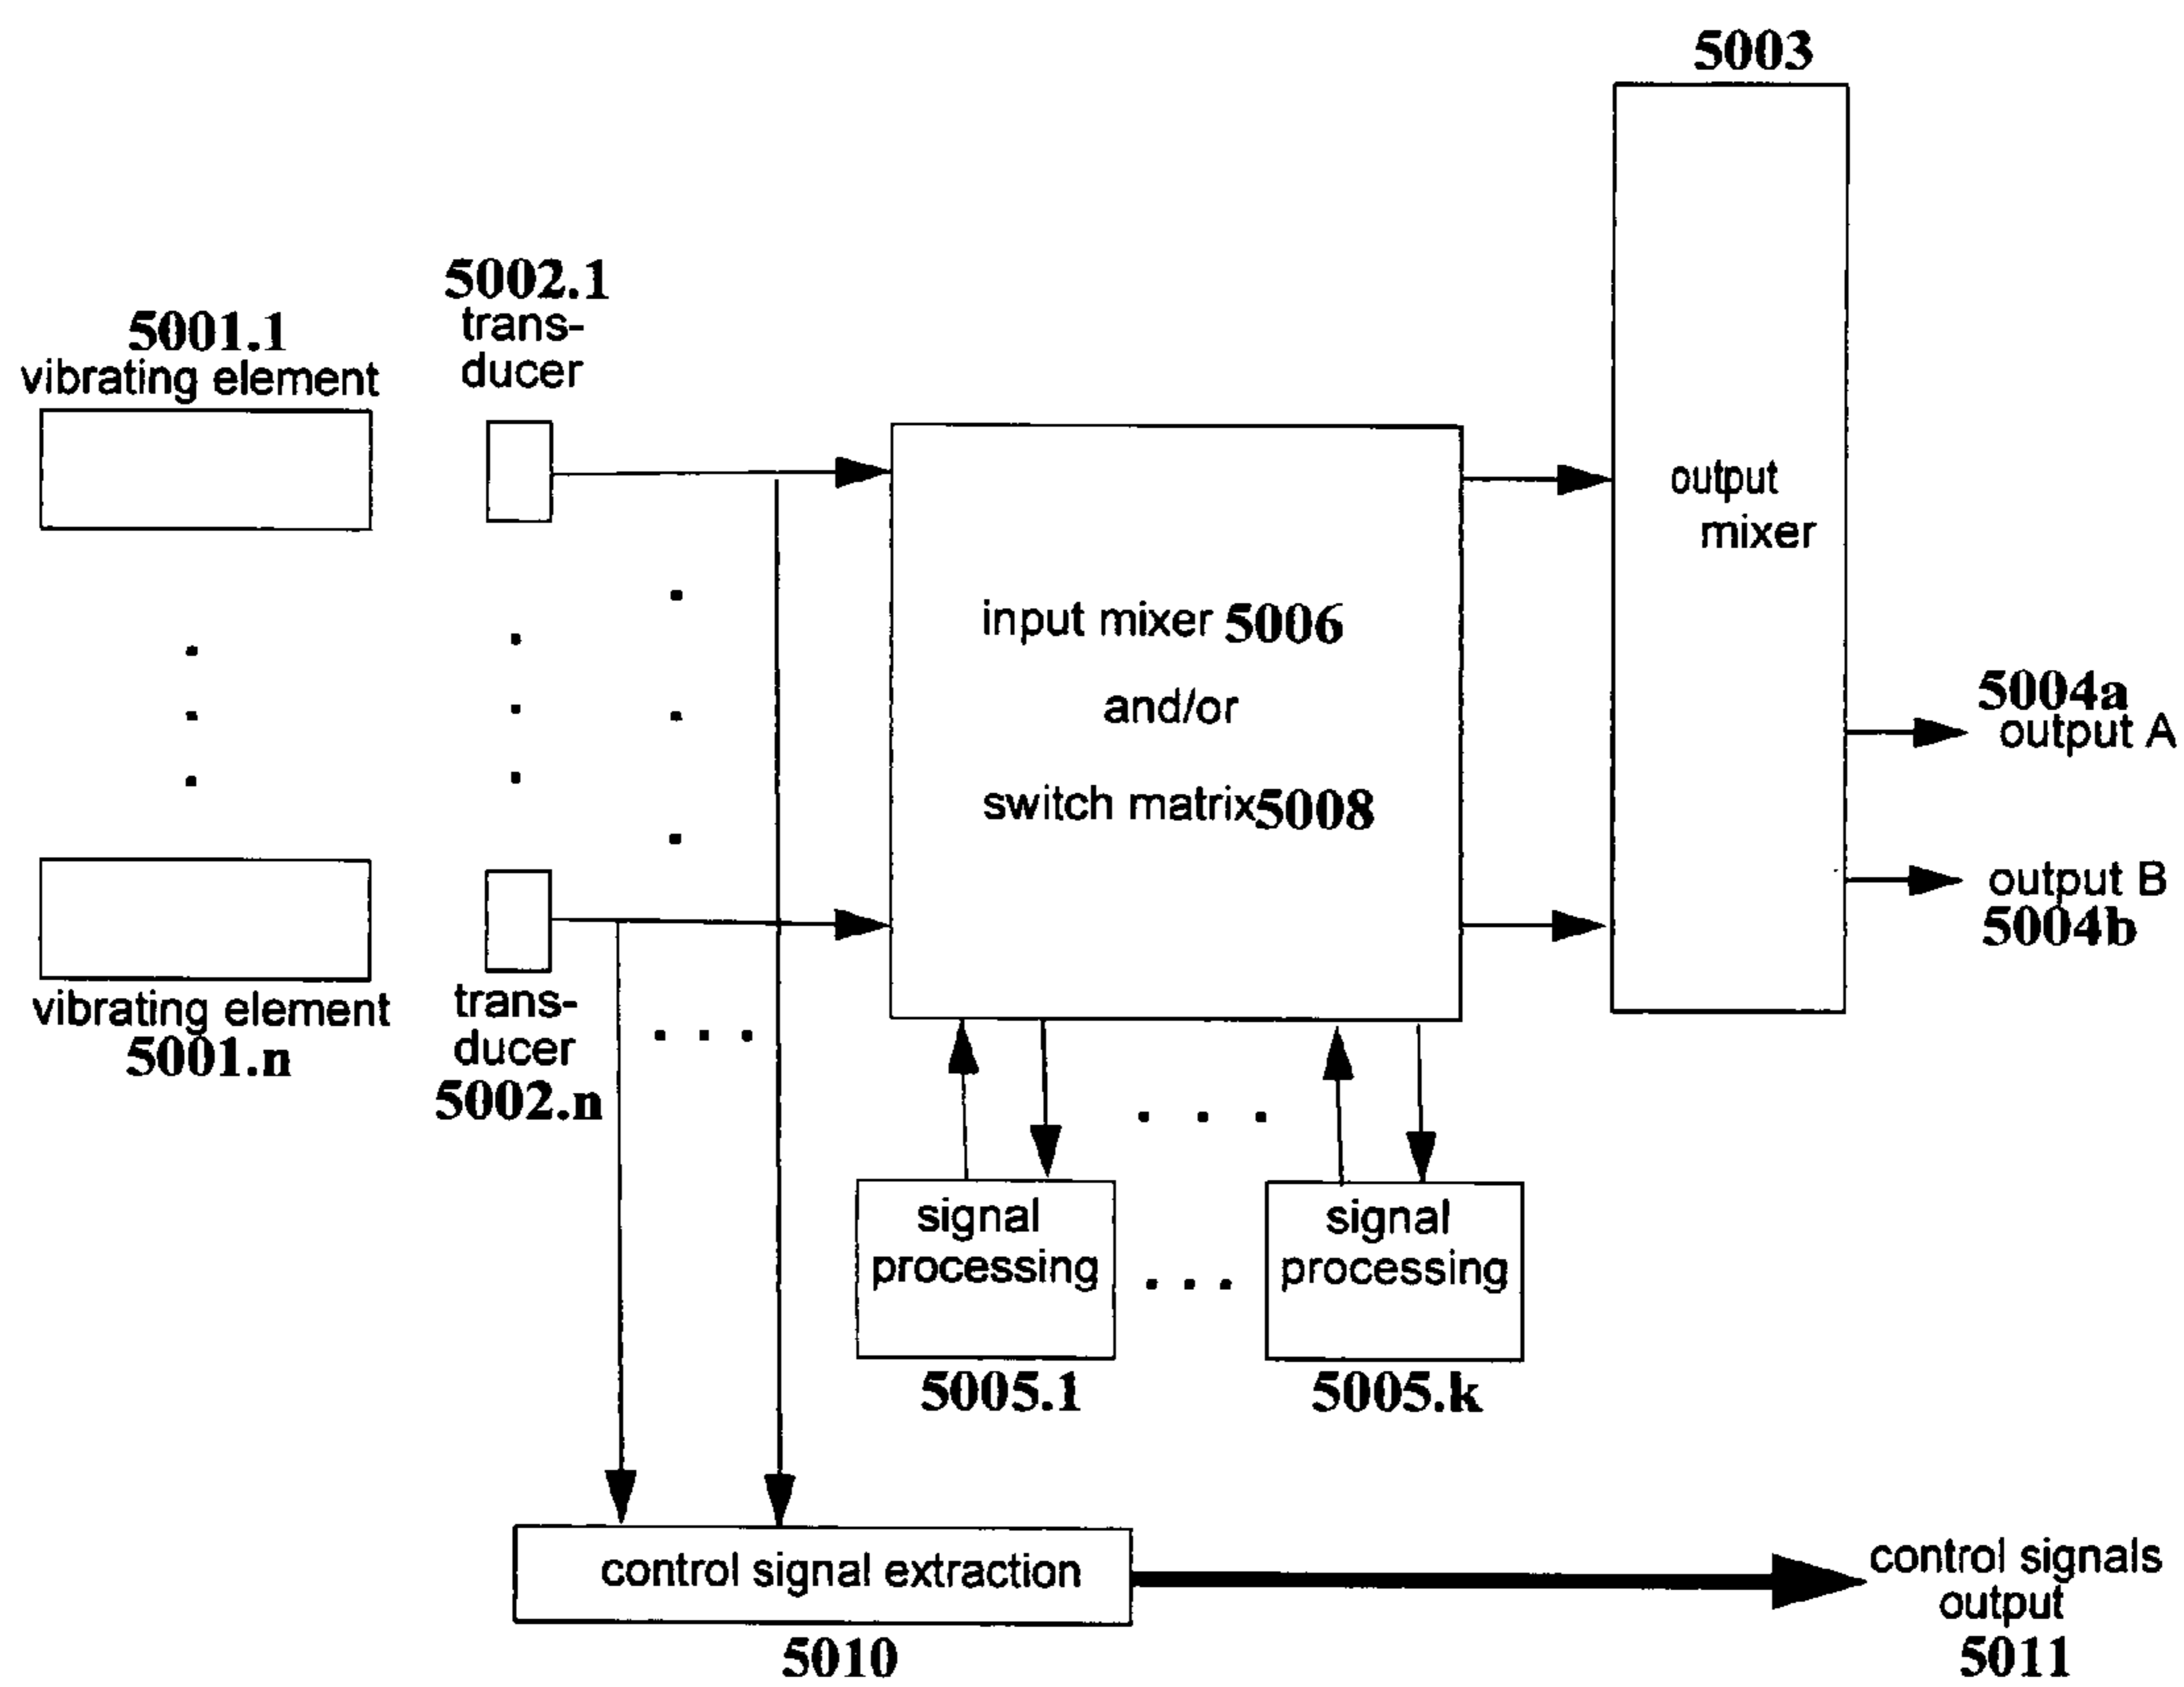 5003
5002.1
trans-
ducer
5001.1
vibrating element
output
mixer
input mixer 5006
and/or
switch matrix5008
5004a
output A
output B
5004b
vibrating element
5001.n
trans-
ducer
5002.n
signal
processing
5005.1
signal
processing
5005.k
control signal extraction
5010
control signals
output
5011